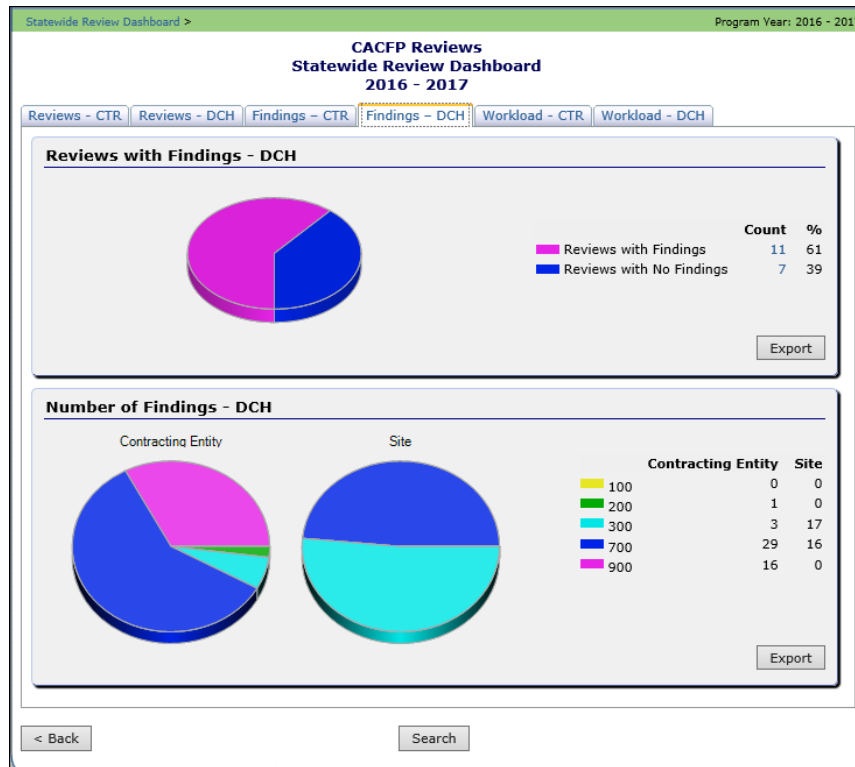 Statewide Review Dashboard > Program Year: 2016 - 201
CACFP Reviews
Statewide Review Dashboard
2016 - 2017
Reviews - CTR Reviews - DCH Findings – CTR Findings – DCH Workload - CTR Workload - DCH
Reviews with Findings - DCH
Count %
Reviews with Findings 11 61
Reviews with No Findings 7 39
Export
Number of Findings - DCH
Contracting Entity Site
Contracting Entity Site
100 0 0
200 1 0
300 3 17
700 29 16
900 16 0
Export
< Back Search